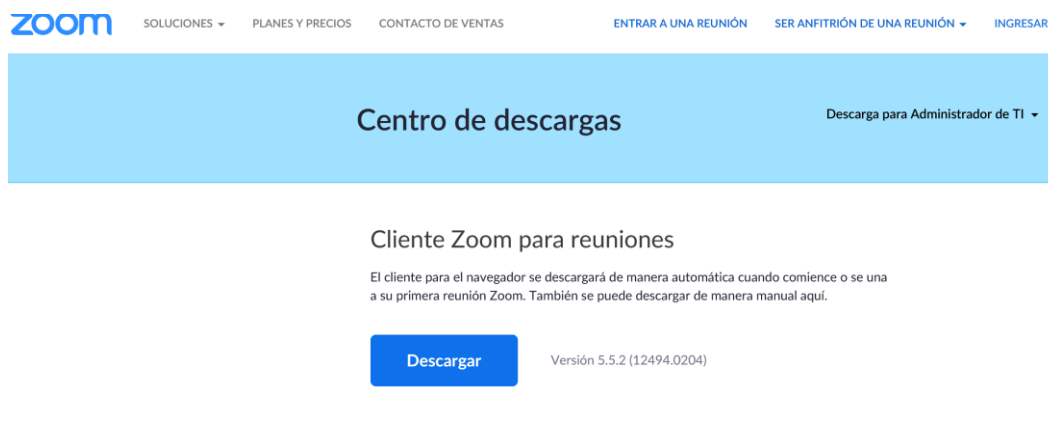 zoom SOLUCIONES PLANES Y PRECIOS CONTACTO DE VENTAS ENTRAR A UNA REUNIÓN SER ANFITRIÓN DE UNA REUNIÓN INGRESAR
Centro de descargas
Descarga para Administrador de TI
Cliente Zoom para reuniones
El cliente para el navegador se descargará de manera automática cuando comience o se una
a su primera reunión Zoom. También se puede descargar de manera manual aquí.
Descargar Versión 5.5.2 (12494.0204)